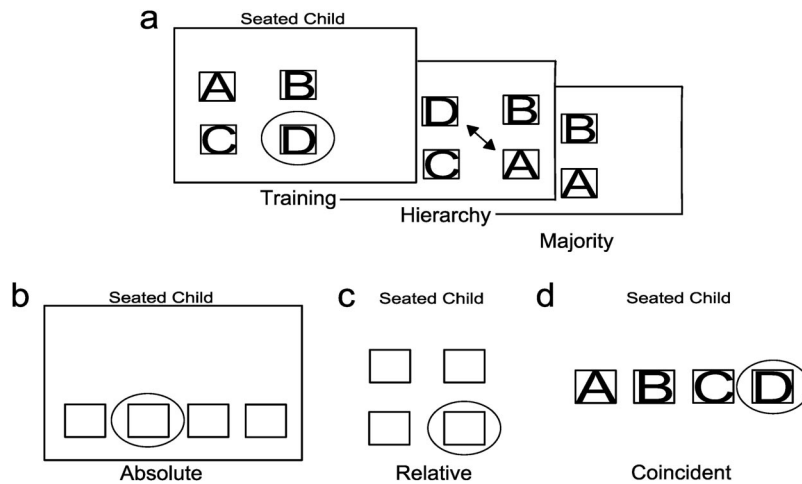 a
Seated Child
A B
C D
Training
D B
C A
Hierarchy
B
A
Majority
b
Seated Child
Absolute
c
Seated Child
Relative
d
Seated Child
A B C D
Coincident